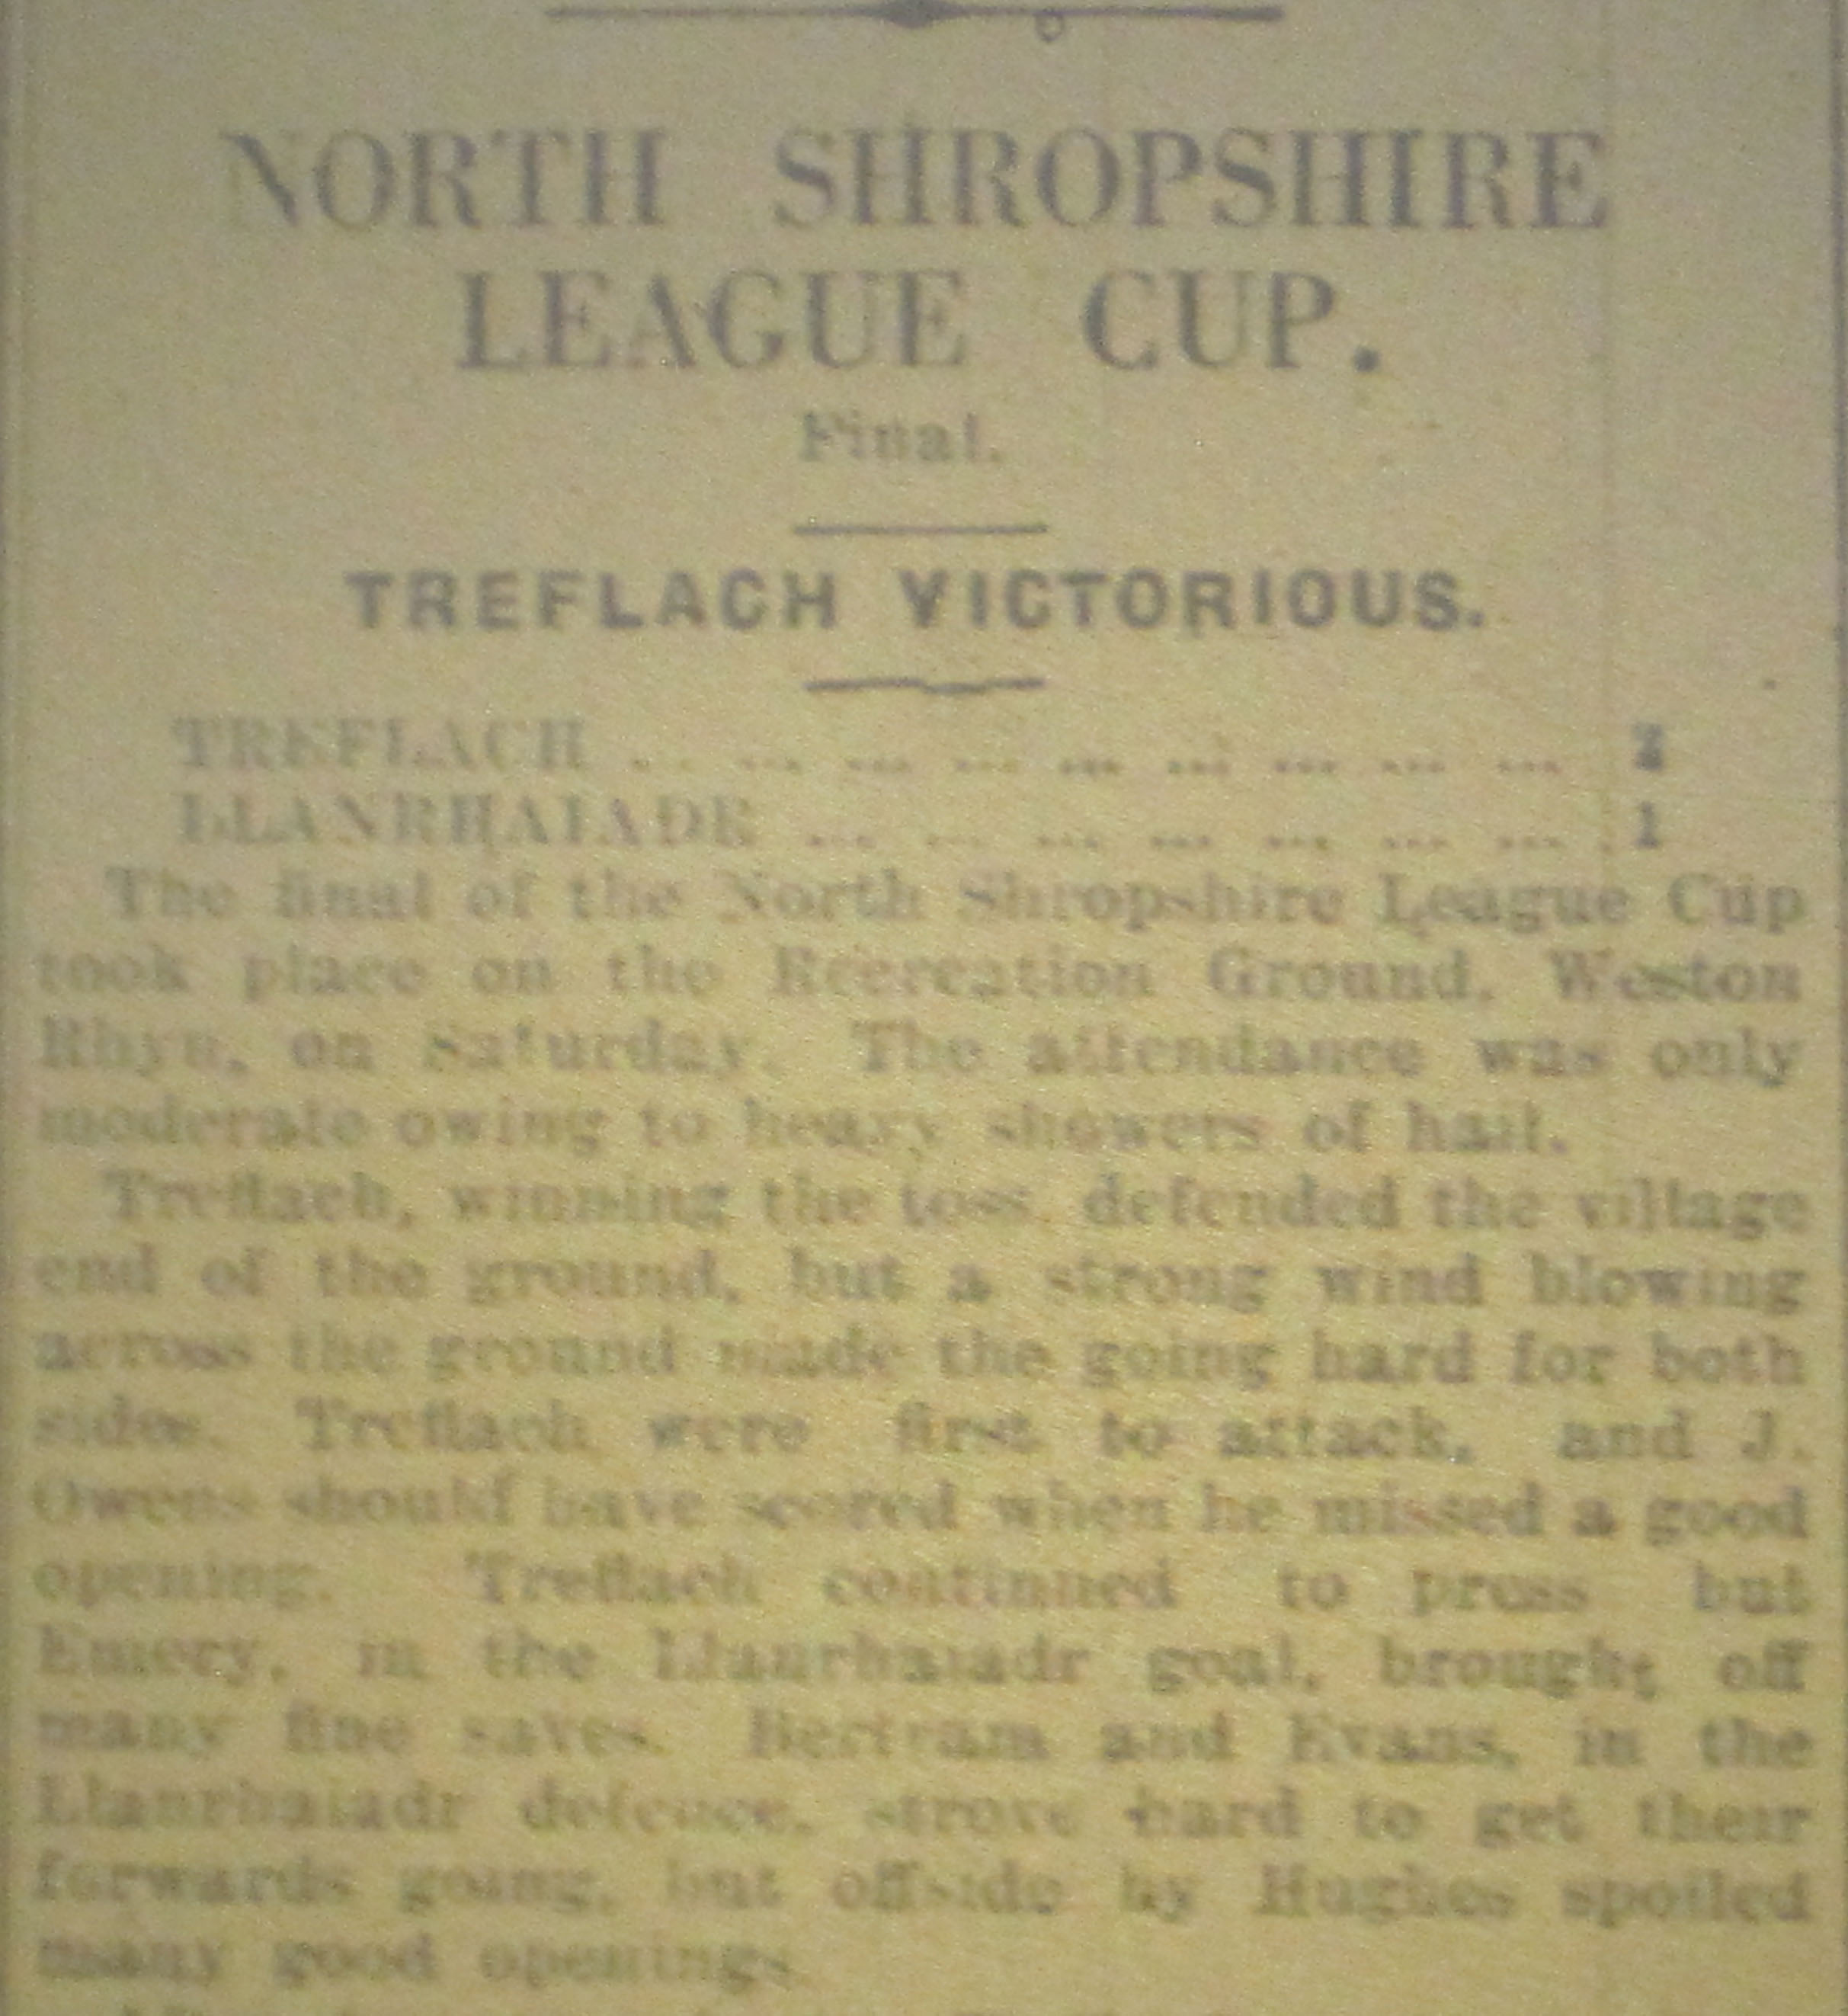 NORTH SHROPSHIRE
LEAGUE CUP.
Final.
TREFLACH VICTORIOUS.
TREFLACH ... ... ... ... ... ... ... ... ... 2
LLANRHAIADR ... ... ... ... ... ... ... 1
The final of the North Shropshire League Cup
took place on the Recreation Ground, Weston
Rhyn, on Saturday. The attendance was only
moderate owing to heavy showers of hail.
Treflach, winning the toss, defended the village
end of the ground, but a strong wind blowing
across the ground made the going hard for both
sides. Treflach were first to attack, and J.
Owens should have scored when he missed a good
opening. Treflach continued to press but
Emery, in the Llanrhaiadr goal, brought off
many fine saves. Bertram and Evans, in the
Llanrhaiadr defence, strove hard to get their
forwards going, but offside by Hughes spoiled
many good openings.